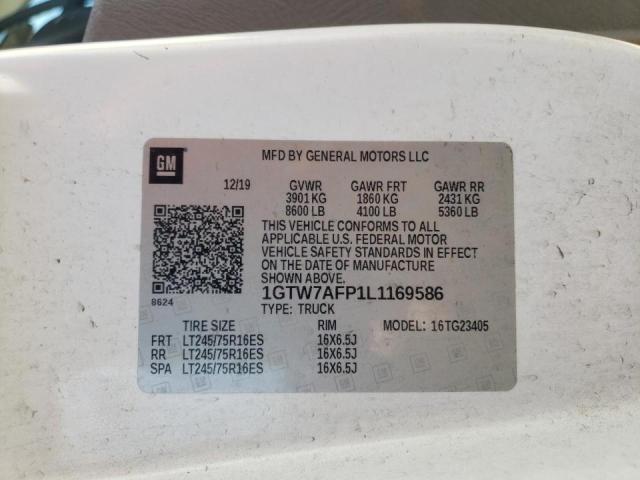 GM
MFD BY GENERAL MOTORS LLC
12/19 GVWR GAWR FRT GAWR RR
3901 KG 1860 KG 2431 KG
8600 LB 4100 LB 5360 LB
THIS VEHICLE CONFORMS TO ALL
APPLICABLE U.S. FEDERAL MOTOR
VEHICLE SAFETY STANDARDS IN EFFECT
ON THE DATE OF MANUFACTURE
SHOWN ABOVE.
8624
1GTW7AFP1L1169586
TYPE: TRUCK
TIRE SIZE RIM MODEL: 16TG23405
FRT LT245/75R16ES 16X6.5J
RR LT245/75R16ES 16X6.5J
SPA LT245/75R16ES 16X6.5J